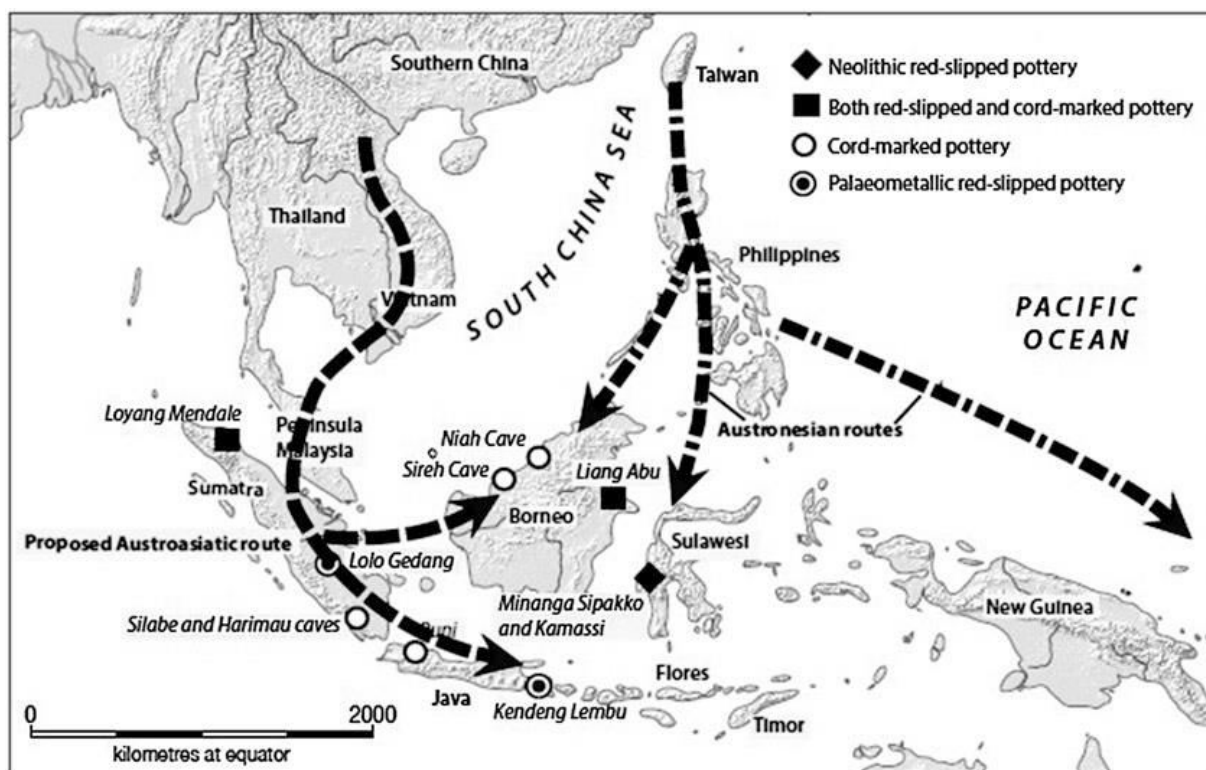 Southern China
Taiwan
Neolithic red-slipped pottery
Both red-slipped and cord-marked pottery
Cord-marked pottery
Palaeometallic red-slipped pottery
Thailand
SOUTH CHINA SEA
Philippines
Vietnam
PACIFIC
OCEAN
Loyang Mendale
Peninsula
Malaysia
Niah Cave
Sireh Cave
Liang Abu
Austronesian routes
Sumatra
Borneo
Sulawesi
Proposed Austroasiatic route
Lolo Gedang
Minanga Sipakko
and Kamassi
New Guinea
Silabe and Harimau caves
Flores
Java
Kendeng Lembu
Timor
0
2000
kilometres at equator